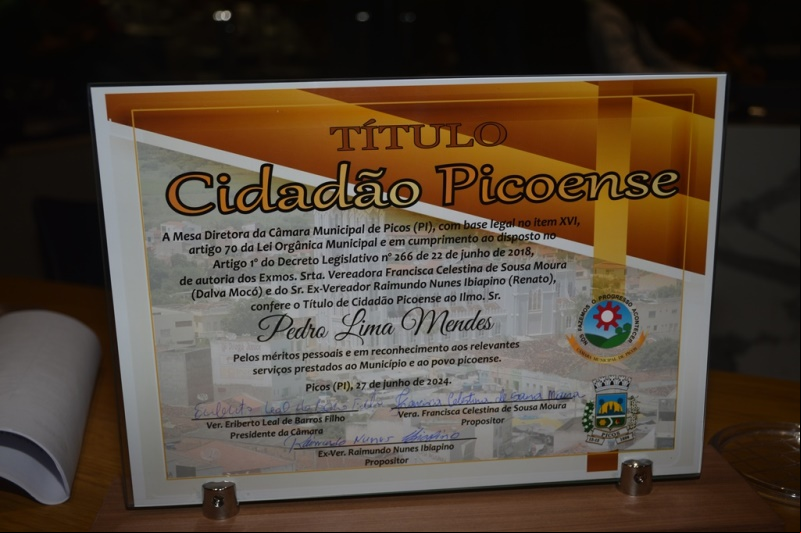 TÍTULO
Cidadão Picoense
A Mesa Diretora da Câmara Municipal de Picos (PI), com base legal no item XVI,
artigo 70 da Lei Orgânica Municipal e em cumprimento ao disposto no
Artigo 1º do Decreto Legislativo nº 266 de 22 de junho de 2018,
de autoria dos Exmos. Srta. Vereadora Francisca Celestina de Sousa Moura
(Dalva Mocó) e do Sr. Ex-Vereador Raimundo Nunes Ibiapino (Renato),
confere o Título de Cidadão Picoense ao Ilmo. Sr.
Pedro Lima Mendes
Pelos méritos pessoais e em reconhecimento aos relevantes
serviços prestados ao Município e ao povo picoense.
Picos (PI), 27 de junho de 2024.
Ver. Eriberto Leal de Barros Filho
Presidente da Câmara
Vera. Francisca Celestina de Sousa Moura
Propositor
Ex-Ver. Raimundo Nunes Ibiapino
Propositor
NÓS FAZEMOS O PROGRESSO ACONTECER
PICOS